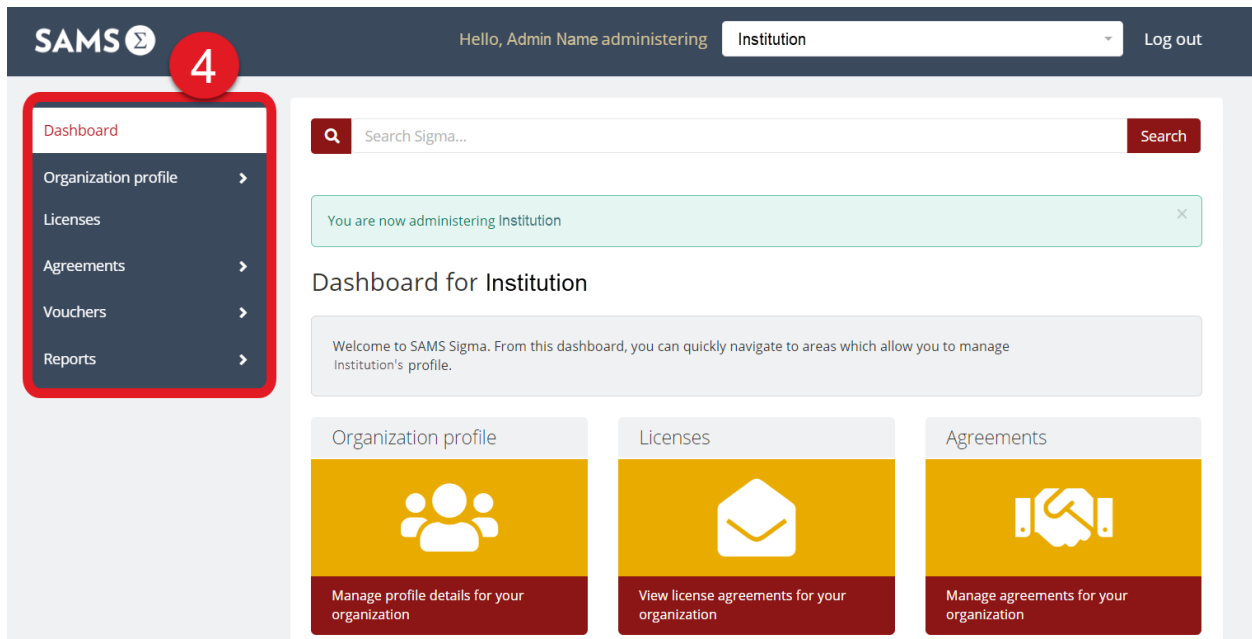 SAMS Σ
4
Hello, Admin Name administering Institution Log out
Dashboard
Organization profile
Licenses
Agreements
Vouchers
Reports
Search Sigma... Search
You are now administering Institution ×
Dashboard for Institution
Welcome to SAMS Sigma. From this dashboard, you can quickly navigate to areas which allow you to manage
Institution's profile.
Organization profile
Manage profile details for your
organization
Licenses
View license agreements for your
organization
Agreements
Manage agreements for your
organization